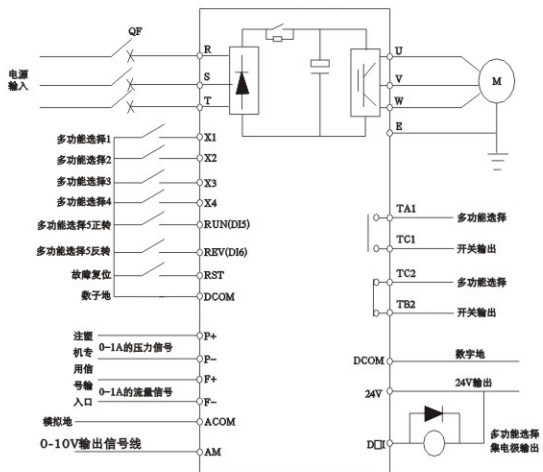 QF
R
S
T
电源
输入
U
V
W
E
M
多功能选择1
X1
多功能选择2
X2
多功能选择3
X3
多功能选择4
X4
多功能选择5正转
RUN(DI5)
多功能选择5反转
REV(DI6)
故障复位
RST
数子地
DCOM
注塑
机专
用信
号输
入口
0-1A的压力信号
P+
P-
0-1A的流量信号
F+
F-
模拟地
ACOM
0-10V输出信号线
AM
TA1
多功能选择
TC1
开关输出
TC2
多功能选择
TB2
开关输出
DCOM
数字地
24V
24V输出
D□I
多功能选择
集电极输出